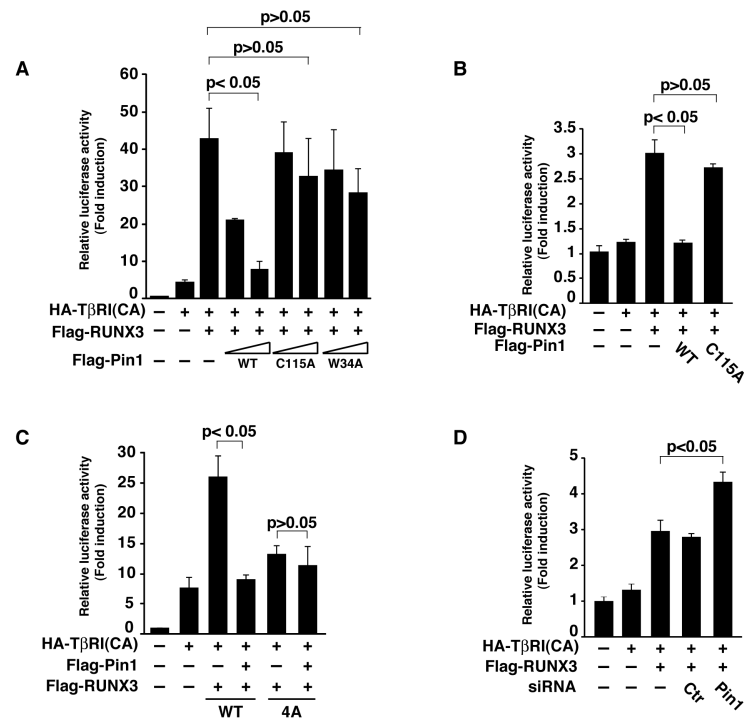 A
p>0.05
p>0.05
p< 0.05
Relative luciferase activity
(Fold induction)
60
50
40
30
20
10
0
HA-TβRI(CA) – + + + + + + + +
Flag-RUNX3 – – + + + + + + +
Flag-Pin1 – – – WT C115A W34A
B
p>0.05
p< 0.05
Relative luciferase activity
(Fold induction)
3.5
3
2.5
2
1.5
1
0.5
0
HA-TβRI(CA) – + + + +
Flag-RUNX3 – – + + +
Flag-Pin1 – – – WT C115A
C
p< 0.05
p>0.05
Relative luciferase activity
(Fold induction)
30
25
20
15
10
5
0
HA-TβRI(CA) – + + + + +
Flag-Pin1 – – – + – +
Flag-RUNX3 – – + + + +
WT 4A
D
p<0.05
Relative luciferase activity
(Fold induction)
5
4
3
2
1
0
HA-TβRI(CA) – + + + +
Flag-RUNX3 – – + + +
siRNA – – – Ctr Pin1